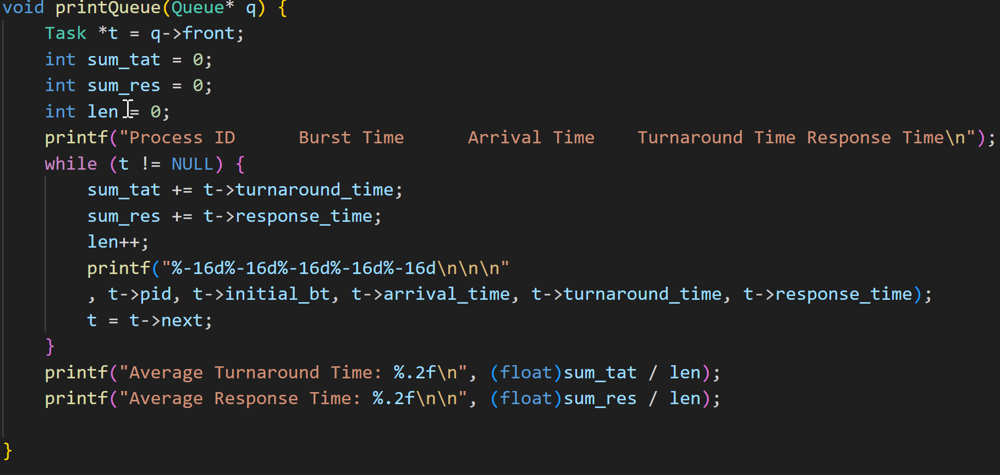 void printQueue(Queue* q) {
    Task *t = q->front;
    int sum_tat = 0;
    int sum_res = 0;
    int len = 0;
    printf("Process ID      Burst Time      Arrival Time    Turnaround Time Response Time\n");
    while (t != NULL) {
        sum_tat += t->turnaround_time;
        sum_res += t->response_time;
        len++;
        printf("%-16d%-16d%-16d%-16d%-16d\n\n\n"
        , t->pid, t->initial_bt, t->arrival_time, t->turnaround_time, t->response_time);
        t = t->next;
    }
    printf("Average Turnaround Time: %.2f\n", (float)sum_tat / len);
    printf("Average Response Time: %.2f\n\n", (float)sum_res / len);
}